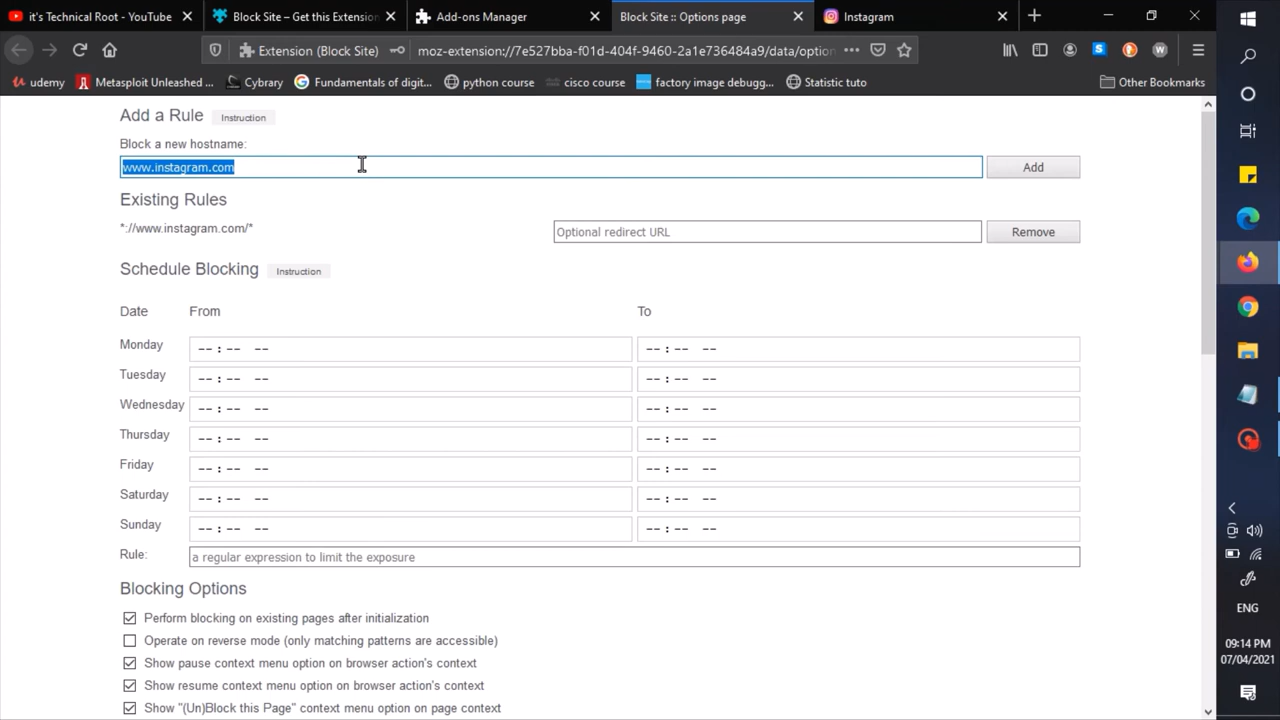 it's Technical Root - YouTube
Block Site – Get this Extension
Add-ons Manager
Block Site :: Options page
Instagram
Extension (Block Site)
moz-extension://7e527bba-f01d-404f-9460-2a1e736484a9/data/option
udemy
Metasploit Unleashed ...
Cybrary
Fundamentals of digit...
python course
cisco course
factory image debugg...
Statistic tuto
Other Bookmarks
Add a Rule Instruction
Block a new hostname:
www.instagram.com Add
Existing Rules
*://www.instagram.com/* Optional redirect URL Remove
Schedule Blocking Instruction
Date From To
Monday -- : -- -- -- : -- --
Tuesday -- : -- -- -- : -- --
Wednesday -- : -- -- -- : -- --
Thursday -- : -- -- -- : -- --
Friday -- : -- -- -- : -- --
Saturday -- : -- -- -- : -- --
Sunday -- : -- -- -- : -- --
Rule: a regular expression to limit the exposure
Blocking Options
Perform blocking on existing pages after initialization
Operate on reverse mode (only matching patterns are accessible)
Show pause context menu option on browser action's context
Show resume context menu option on browser action's context
Show "(Un)Block this Page" context menu option on page context
ENG
09:14 PM
07/04/2021